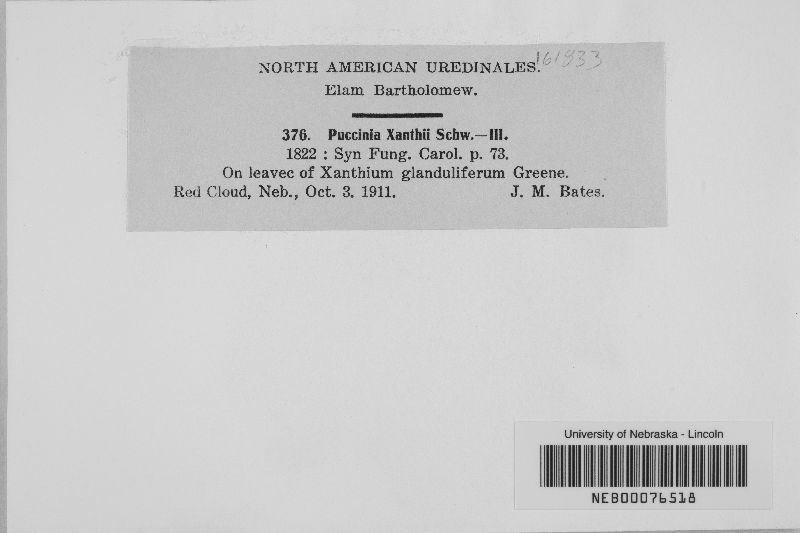 161833
NORTH AMERICAN UREDINALES.
Elam Bartholomew.
376. Puccinia Xanthii Schw.—III.
1822 : Syn Fung. Carol. p. 73.
On leavec of Xanthium glanduliferum Greene.
Red Cloud, Neb., Oct. 3. 1911. J. M. Bates.
University of Nebraska - Lincoln
NEB00076518